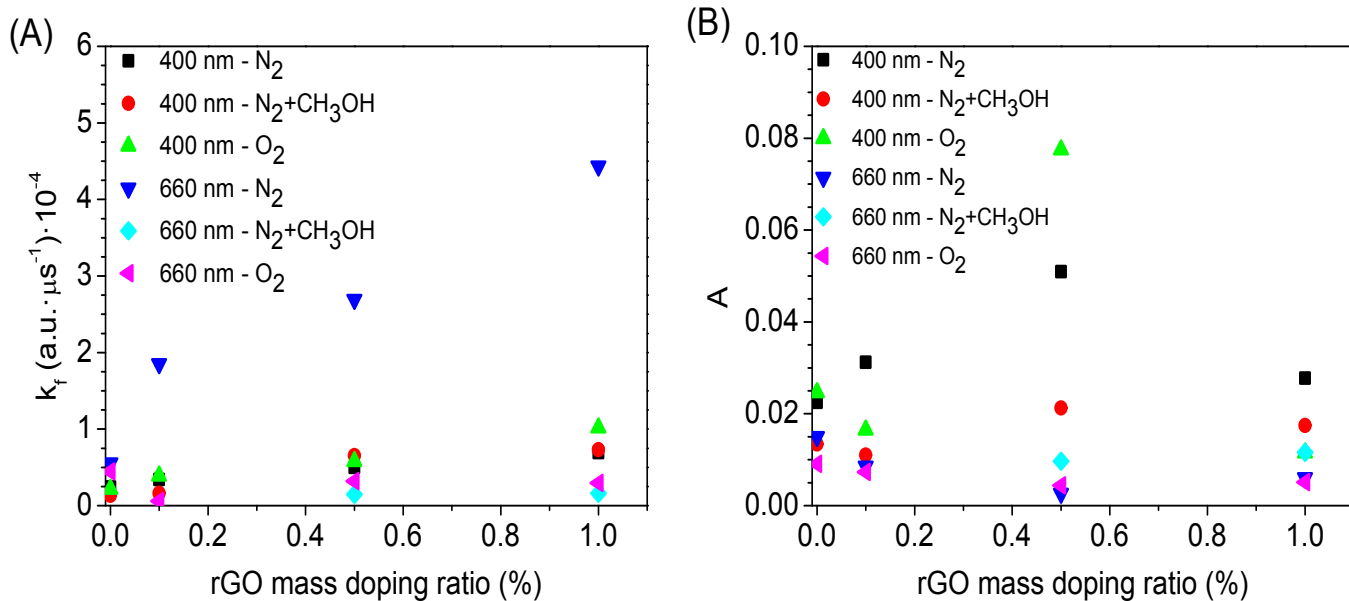 (A)
6
5
4
3
2
1
0
k_f (a.u.·μs⁻¹)·10⁻⁴
400 nm - N₂
400 nm - N₂+CH₃OH
400 nm - O₂
660 nm - N₂
660 nm - N₂+CH₃OH
660 nm - O₂
0.0 0.2 0.4 0.6 0.8 1.0
rGO mass doping ratio (%)
(B)
0.10
0.08
0.06
0.04
0.02
0.00
A
400 nm - N₂
400 nm - N₂+CH₃OH
400 nm - O₂
660 nm - N₂
660 nm - N₂+CH₃OH
660 nm - O₂
0.0 0.2 0.4 0.6 0.8 1.0
rGO mass doping ratio (%)